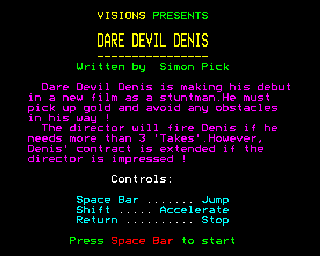 VISIONS PRESENTS
DARE DEVIL DENIS
----------------
Written by Simon Pick
Dare Devil Denis is making his debut
in a new film as a stuntman.He must
pick up gold and avoid any obstacles
in his way !
The director will fire Denis if he
needs more than 3 'Takes'.However,
Denis' contract is extended if the
director is impressed !
Controls:
Space Bar ....... Jump
Shift ..... Accelerate
Return .......... Stop
Press Space Bar to start